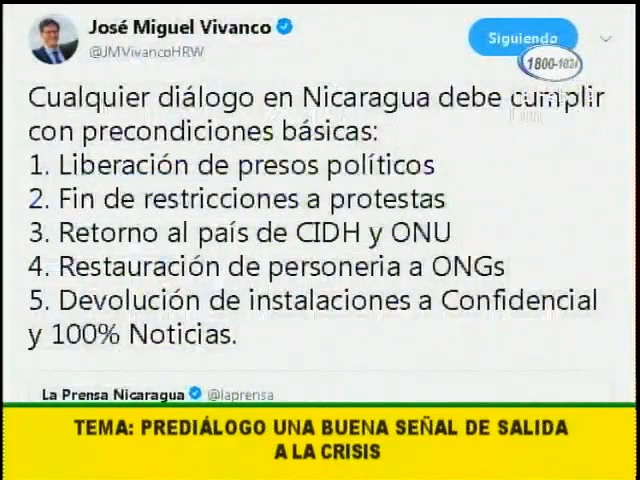 José Miguel Vivanco
@JMVivancoHRW
Siguiendo
1800-1024
Cualquier diálogo en Nicaragua debe cumplir
con precondiciones básicas:
1. Liberación de presos políticos
2. Fin de restricciones a protestas
3. Retorno al país de CIDH y ONU
4. Restauración de personeria a ONGs
5. Devolución de instalaciones a Confidencial
y 100% Noticias.
La Prensa Nicaragua @laprensa
TEMA: PREDIÁLOGO UNA BUENA SEÑAL DE SALIDA
A LA CRISIS